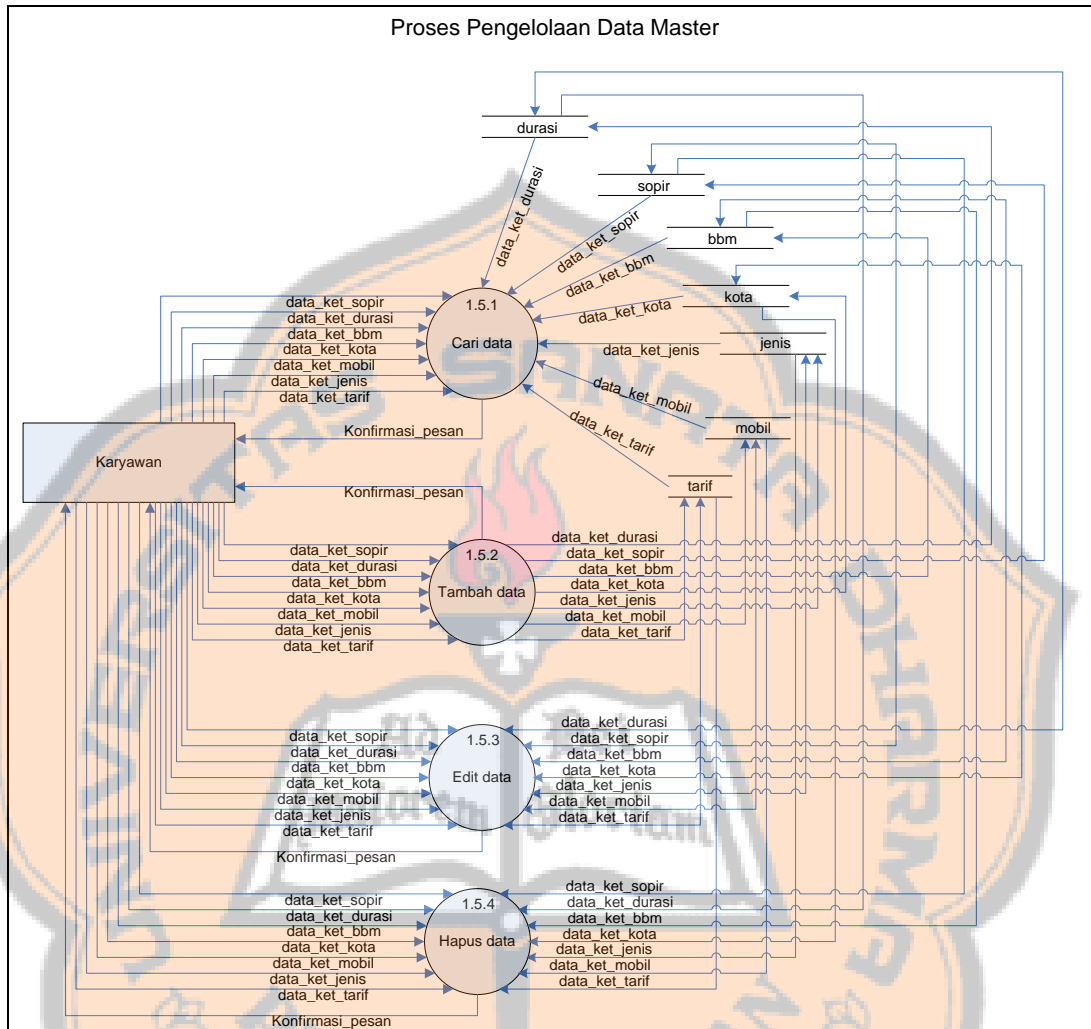 Proses Pengelolaan Data Master
durasi
sopir
bbm
kota
jenis
mobil
tarif
data_ket_durasi
data_ket_sopir
data_ket_bbm
data_ket_kota
data_ket_jenis
data_ket_mobil
data_ket_tarif
data_ket_sopir
data_ket_durasi
data_ket_bbm
data_ket_kota
data_ket_mobil
data_ket_jenis
data_ket_tarif
1.5.1
Cari data
Konfirmasi_pesan
Karyawan
Konfirmasi_pesan
data_ket_sopir
data_ket_durasi
data_ket_bbm
data_ket_kota
data_ket_mobil
data_ket_jenis
data_ket_tarif
1.5.2
Tambah data
data_ket_durasi
data_ket_sopir
data_ket_bbm
data_ket_kota
data_ket_jenis
data_ket_mobil
data_ket_tarif
data_ket_sopir
data_ket_durasi
data_ket_bbm
data_ket_kota
data_ket_mobil
data_ket_jenis
data_ket_tarif
Konfirmasi_pesan
1.5.3
Edit data
data_ket_durasi
data_ket_sopir
data_ket_bbm
data_ket_kota
data_ket_jenis
data_ket_mobil
data_ket_tarif
data_ket_sopir
data_ket_durasi
data_ket_bbm
data_ket_kota
data_ket_mobil
data_ket_jenis
data_ket_tarif
Konfirmasi_pesan
1.5.4
Hapus data
data_ket_sopir
data_ket_durasi
data_ket_bbm
data_ket_kota
data_ket_jenis
data_ket_mobil
data_ket_tarif
UNIVERSITAS SANATA DHARMA